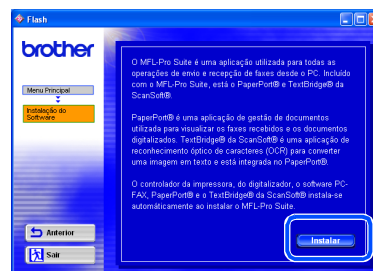 Flash
brother
Menu Principal
Instalação do
Software
O MFL-Pro Suite é uma aplicação utilizada para todas as
operações de envio e recepção de faxes desde o PC. Incluído
com o MFL-Pro Suite, está o PaperPort® e TextBridge® da
ScanSoft®.
PaperPort® é uma aplicação de gestão de documentos
utilizada para visualizar os faxes recebidos e os documentos
digitalizados. TextBridge® da ScanSoft® é uma aplicação de
reconhecimento óptico de caracteres (OCR) para converter
uma imagem em texto e está integrada no PaperPort®.
O controlador da impressora, do digitalizador, o software PC-
FAX, PaperPort® e o TextBridge® da ScanSoft® instala-se
automáticamente ao instalar o MFL-Pro Suite.
Anterior
Sair
Instalar